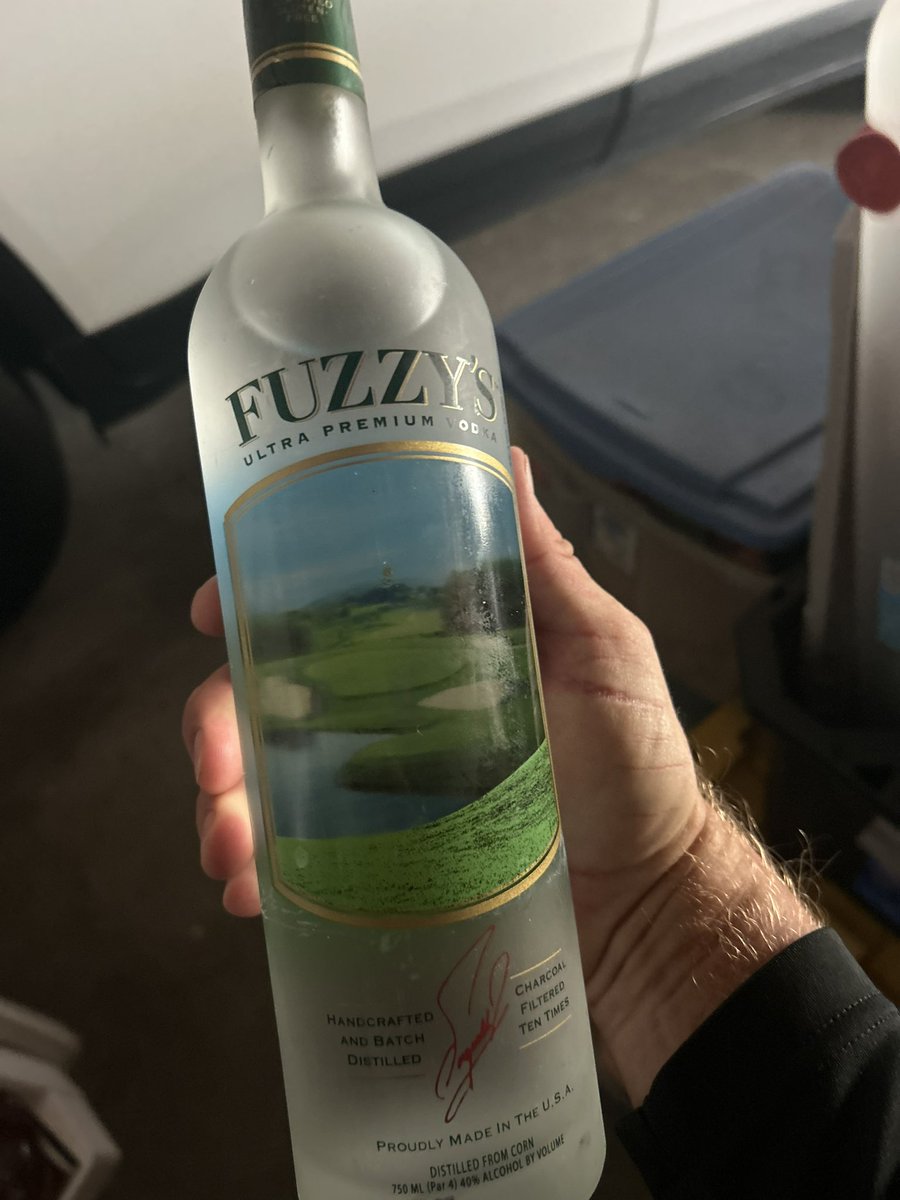 FREE
FUZZY'S
ULTRA PREMIUM VODKA
HANDCRAFTED
AND BATCH
DISTILLED
CHARCOAL
FILTERED
TEN TIMES
PROUDLY MADE IN THE U.S.A.
DISTILLED FROM CORN
750 ML (Par 4) 40% ALCOHOL BY VOLUME